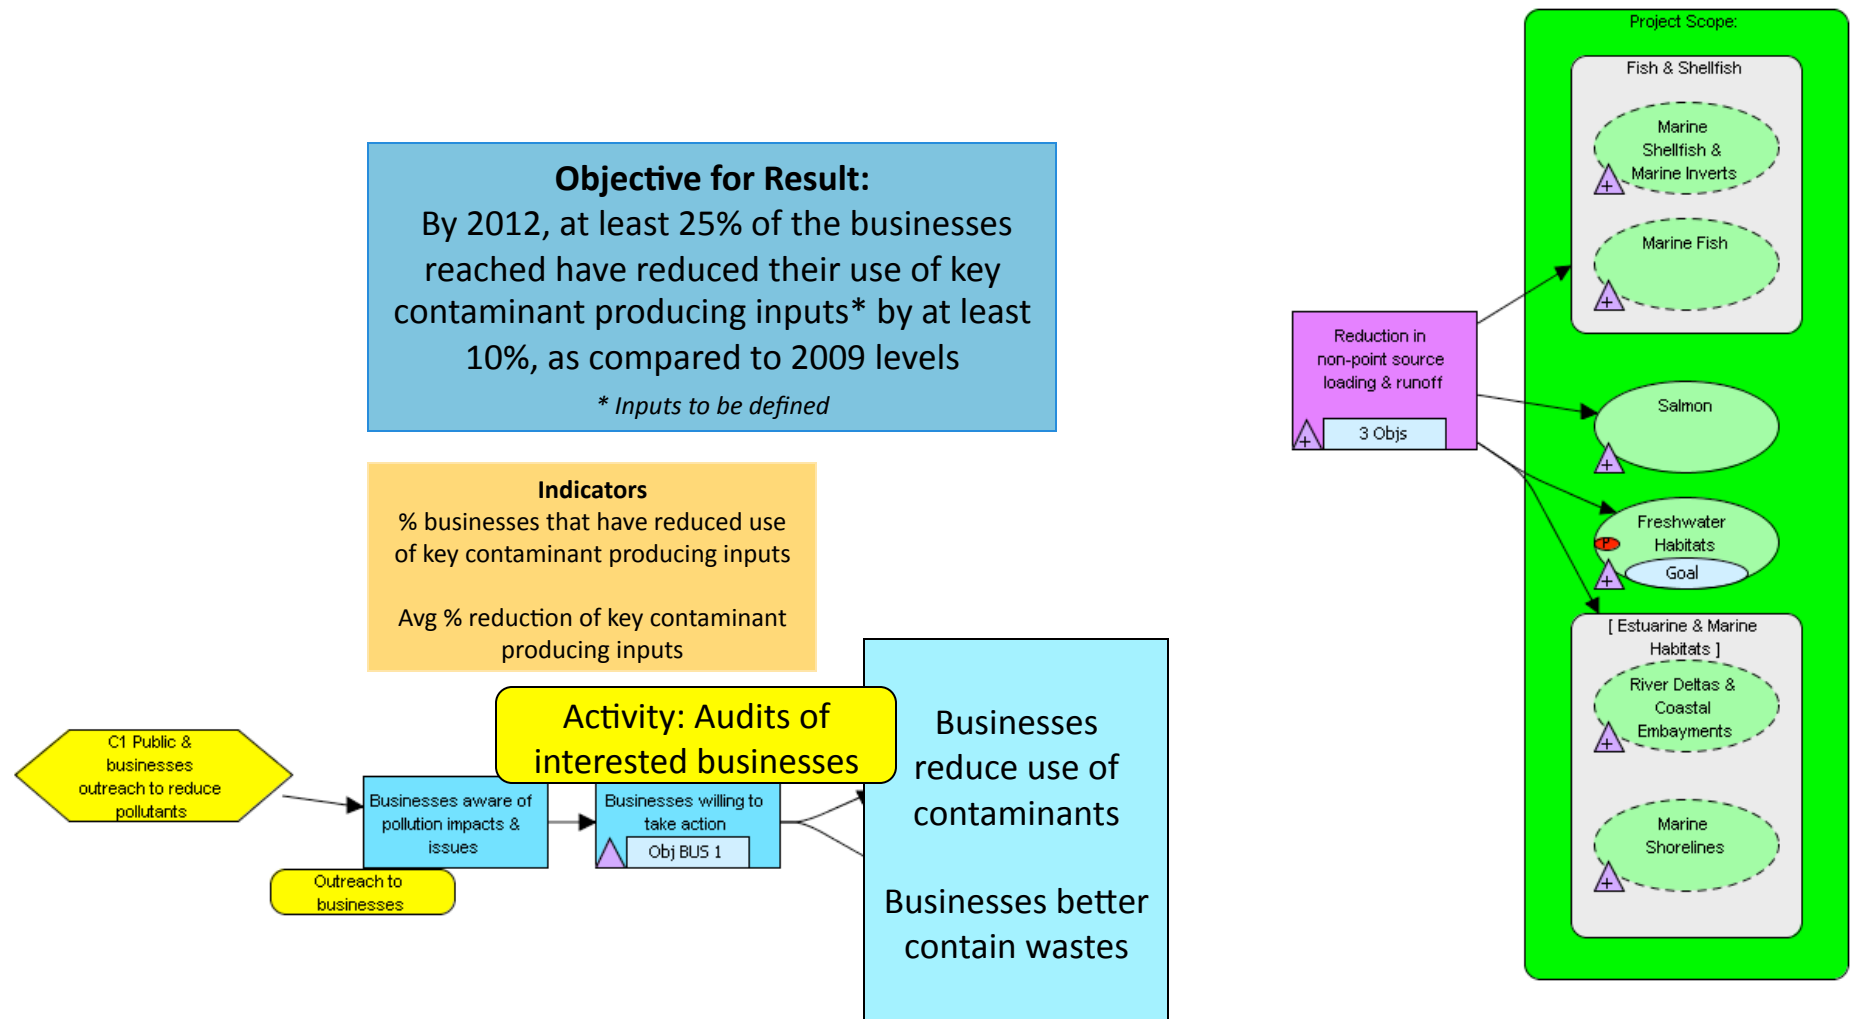 Project Scope:
Fish & Shellfish
Marine
Shellfish &
Marine Inverts
+
Marine Fish
+
Objective for Result:
By 2012, at least 25% of the businesses
reached have reduced their use of key
contaminant producing inputs* by at least
10%, as compared to 2009 levels
* Inputs to be defined
Reduction in
non-point source
loading & runoff
+
3 Objs
Salmon
+
Indicators
% businesses that have reduced use
of key contaminant producing inputs
Avg % reduction of key contaminant
producing inputs
Freshwater
Habitats
P
Goal
+
[ Estuarine & Marine
Habitats ]
River Deltas &
Coastal
Embayments
+
Marine
Shorelines
+
C1 Public &
businesses
outreach to reduce
pollutants
Businesses aware of
pollution impacts &
issues
Outreach to
businesses
Activity: Audits of
interested businesses
Businesses willing to
take action
Obj BUS 1
Businesses
reduce use of
contaminants
Businesses better
contain wastes